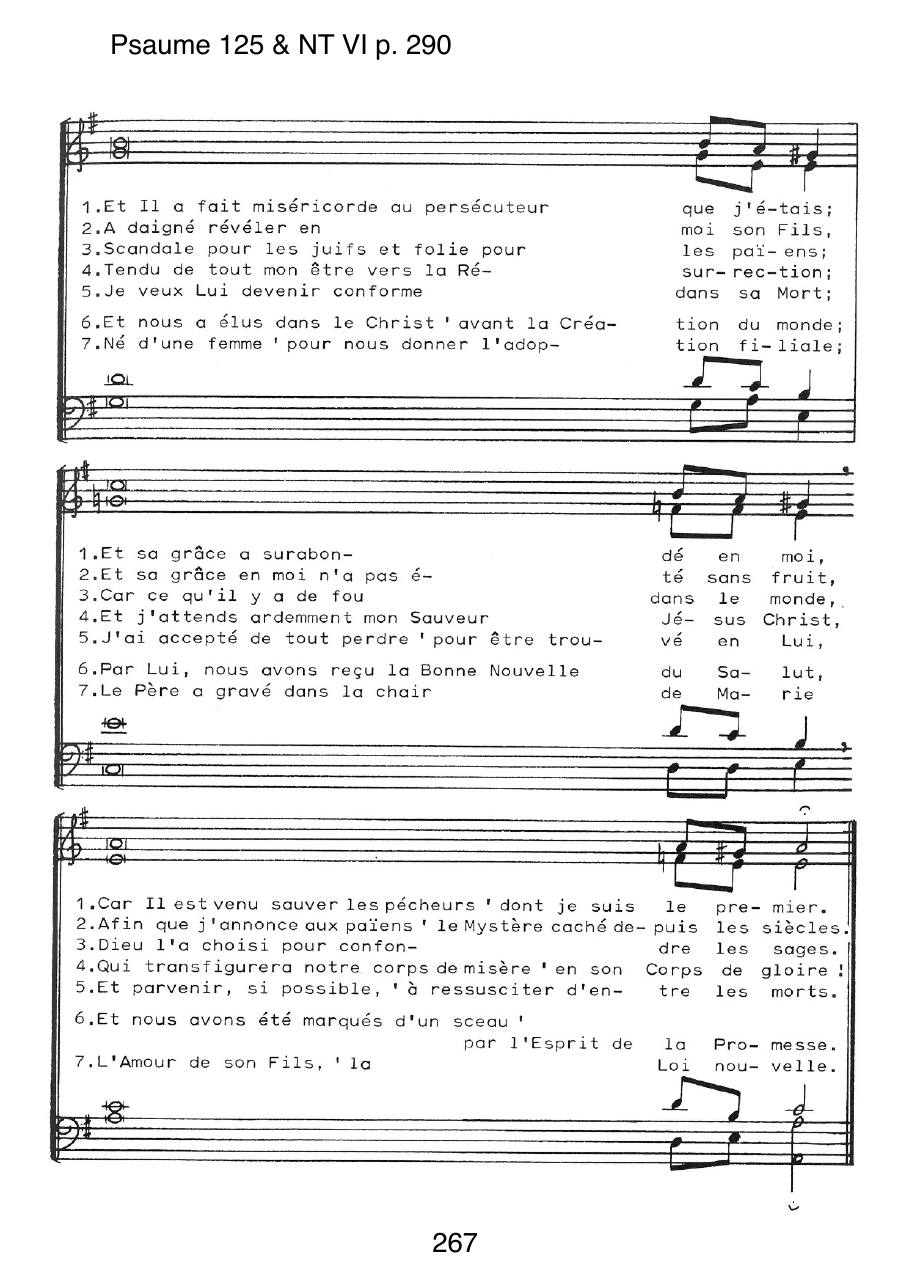 Psaume 125 & NT VI p. 290
1.Et Il a fait miséricorde au persécuteur que j'é-tais;
2.A daigné révéler en moi son Fils,
3.Scandale pour les juifs et folie pour les paï-ens;
4.Tendu de tout mon être vers la Ré- sur-rec-tion;
5.Je veux Lui devenir conforme dans sa Mort;
6.Et nous a élus dans le Christ ' avant la Créa- tion du monde;
7.Né d'une femme ' pour nous donner l'adop- tion fi-liale;
1.Et sa grâce a surabon- dé en moi,
2.Et sa grâce en moi n'a pas é- té sans fruit,
3.Car ce qu'il y a de fou dans le monde,
4.Et j'attends ardemment mon Sauveur Jé- sus Christ,
5.J'ai accepté de tout perdre ' pour être trou- vé en Lui,
6.Par Lui, nous avons reçu la Bonne Nouvelle du Sa- lut,
7.Le Père a gravé dans la chair de Ma- rie
1.Car Il est venu sauver les pécheurs ' dont je suis le pre- mier.
2.Afin que j'annonce aux païens ' le Mystère caché de- puis les siècles.
3.Dieu l'a choisi pour confon- dre les sages.
4.Qui transfigurera notre corps de misère ' en son Corps de gloire !
5.Et parvenir, si possible, ' à ressusciter d'en- tre les morts.
6.Et nous avons été marqués d'un sceau '
par l'Esprit de la Pro- messe.
7.L'Amour de son Fils, ' la Loi nou- velle.
267